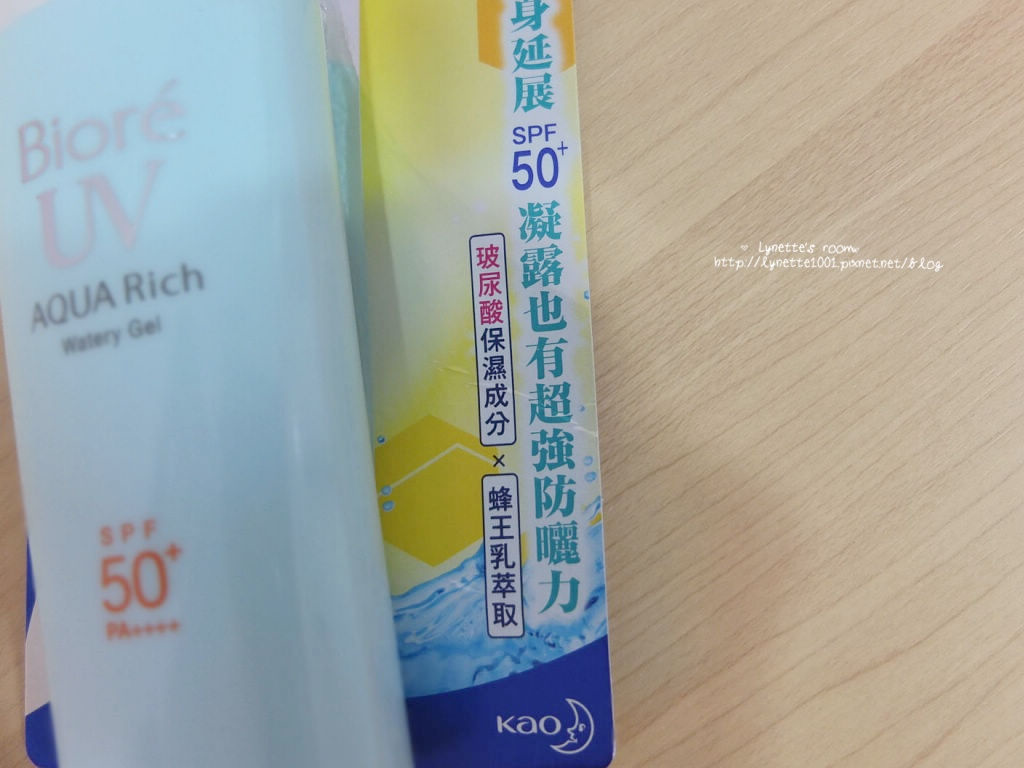 Bioré
UV
AQUA Rich
Watery Gel
SPF
50+
PA++++
身延展
SPF
50+
凝露也有超強防曬力
玻尿酸保濕成分
×
蜂王乳萃取
Kao
♥ Lynette's room
http://lynette1001.pixnet.net/blog